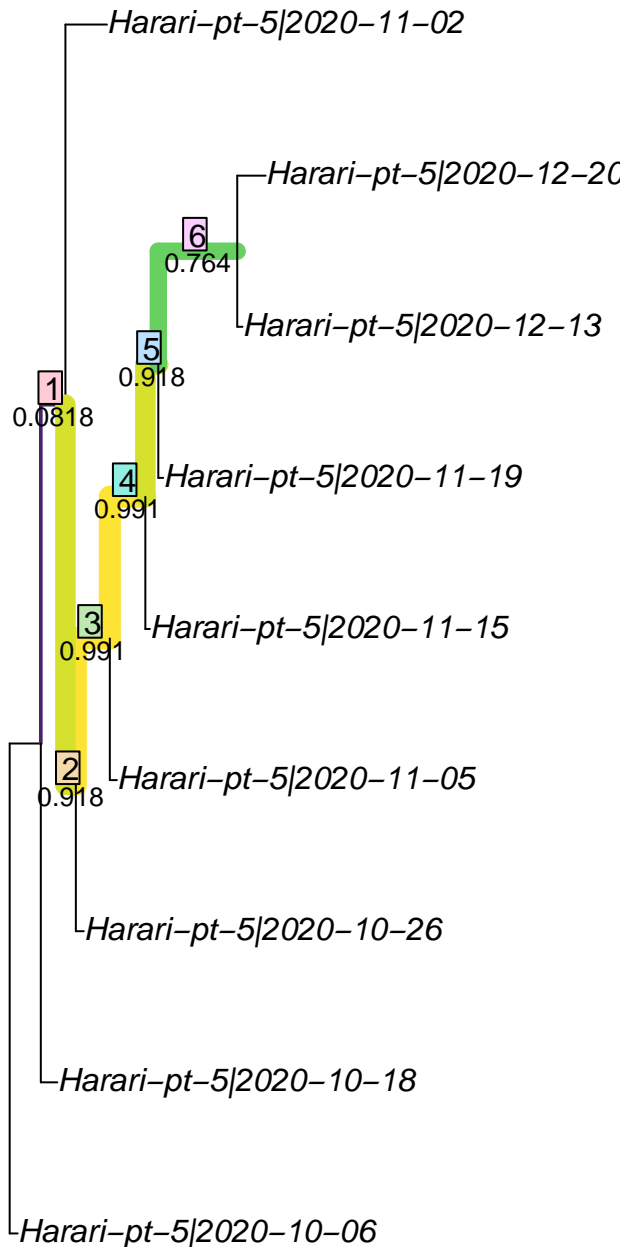 Harari-pt-5|2020-11-02
Harari-pt-5|2020-12-20
6
0.764
Harari-pt-5|2020-12-13
5
0.918
1
0.0818
Harari-pt-5|2020-11-19
4
0.991
3
0.991
Harari-pt-5|2020-11-15
2
0.918
Harari-pt-5|2020-11-05
Harari-pt-5|2020-10-26
Harari-pt-5|2020-10-18
Harari-pt-5|2020-10-06